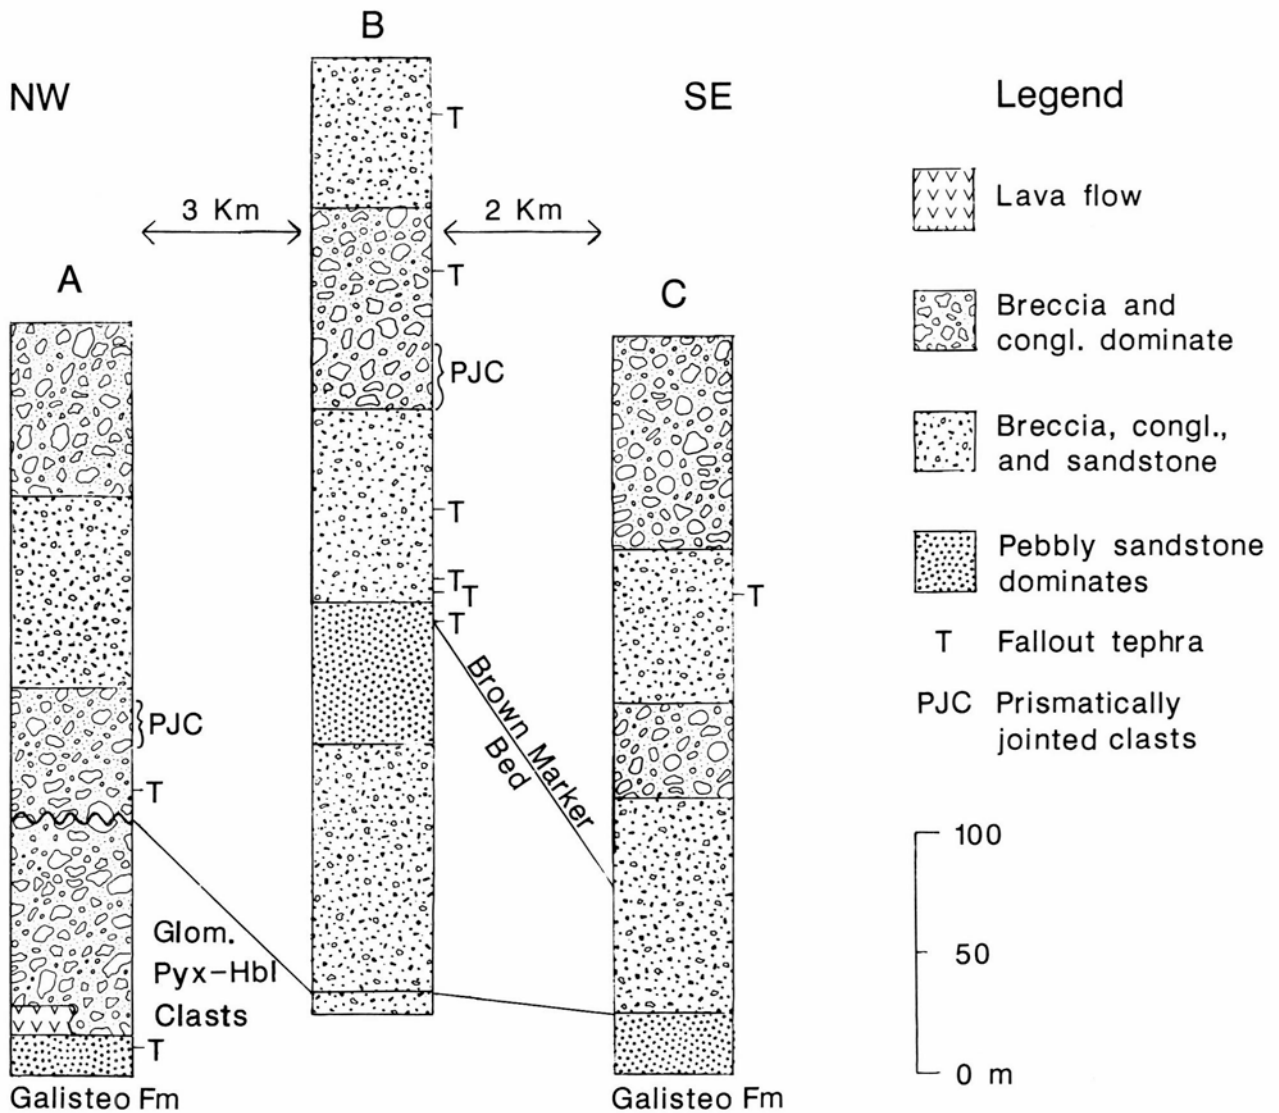 B
NW
SE
Legend
T
3 Km
2 Km
Lava flow
A
T
C
Breccia and
congl. dominate
PJC
Breccia, congl.,
and sandstone
T
Pebbly sandstone
dominates
T
T
T
T
T Fallout tephra
Brown Marker
Bed
PJC
PJC Prismatically
jointed clasts
T
100
Glom.
Pyx-Hbl
Clasts
50
T
0 m
Galisteo Fm
Galisteo Fm